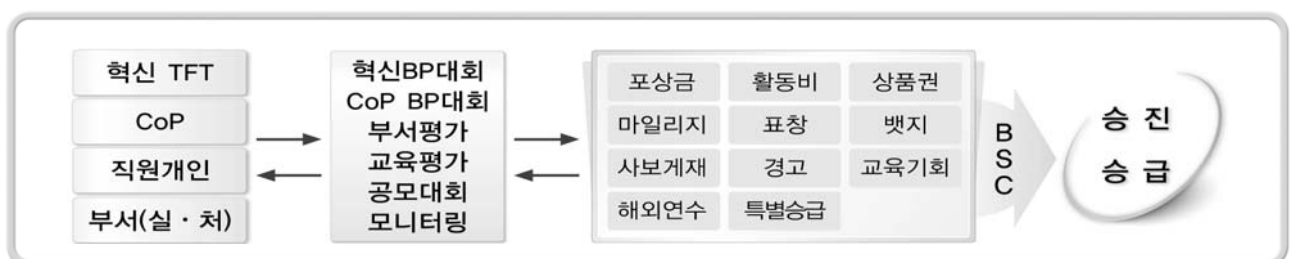 혁신 TFT
CoP
직원개인
부서(실 · 처)
혁신BP대회
CoP BP대회
부서평가
교육평가
공모대회
모니터링
포상금 활동비 상품권
마일리지 표창 뱃지
사보게재 경고 교육기회
해외연수 특별승급
BSC
승 진
승 급